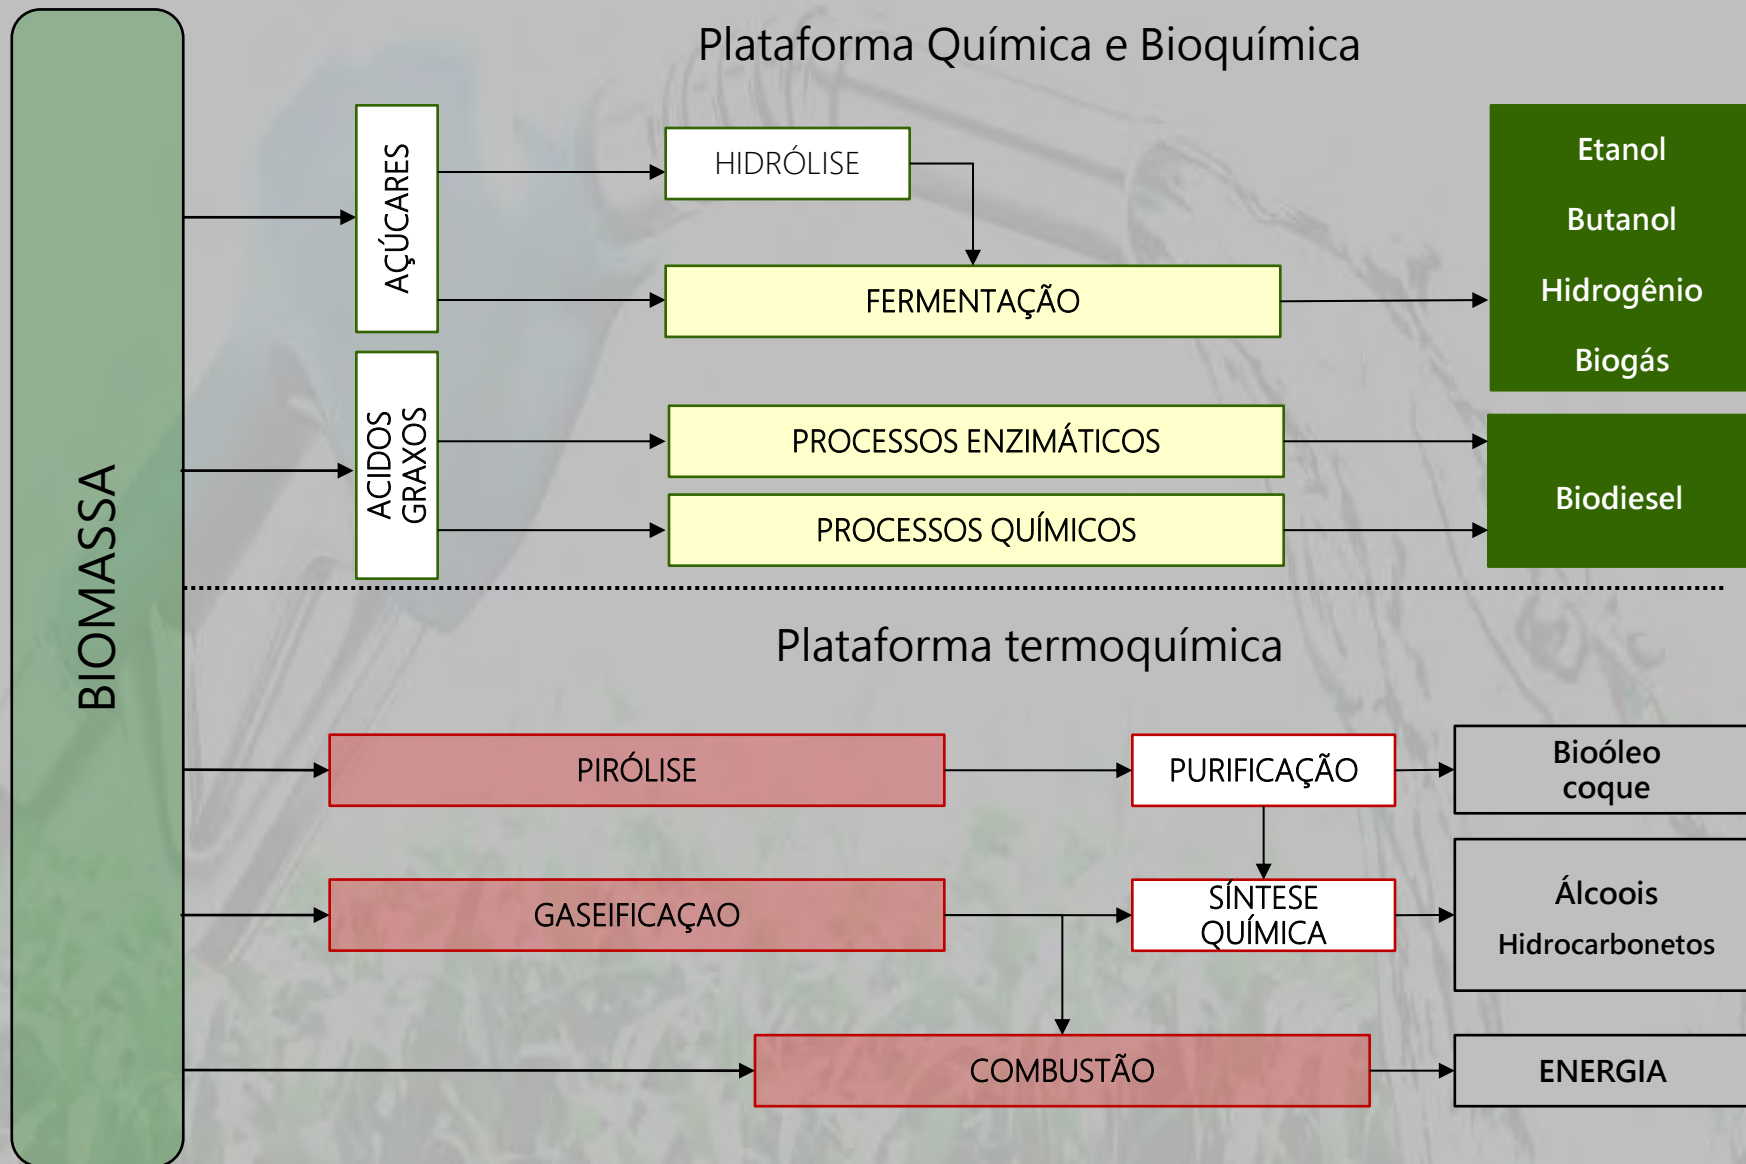 Plataforma Química e Bioquímica
BIOMASSA
AÇÚCARES
HIDRÓLISE
FERMENTAÇÃO
Etanol
Butanol
Hidrogênio
Biogás
ACIDOS
GRAXOS
PROCESSOS ENZIMÁTICOS
PROCESSOS QUÍMICOS
Biodiesel
Plataforma termoquímica
PIRÓLISE
PURIFICAÇÃO
Bioóleo
coque
GASEIFICAÇAO
SÍNTESE
QUÍMICA
Álcoois
Hidrocarbonetos
COMBUSTÃO
ENERGIA